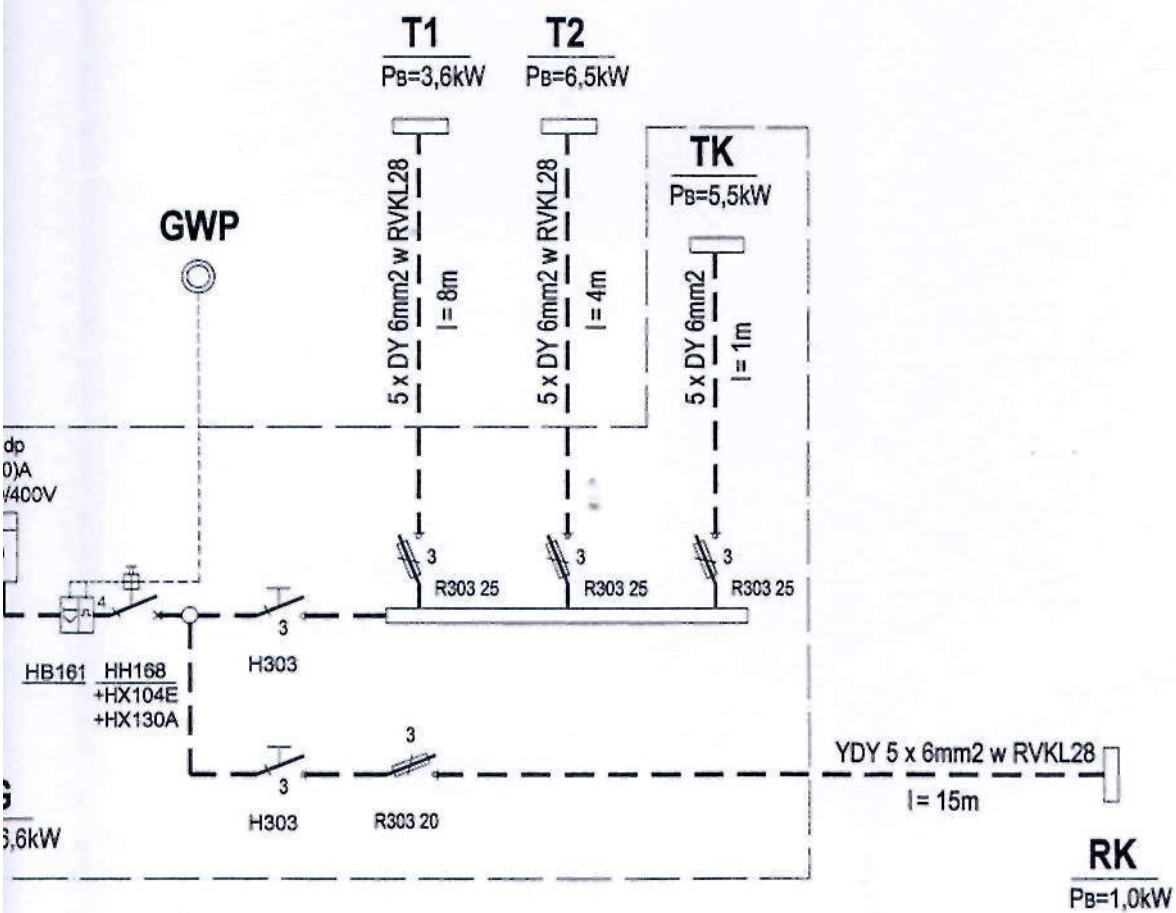 T1
PB=3,6kW
T2
PB=6,5kW
TK
PB=5,5kW
GWP
5 x DY 6mm2 w RVKL28
l = 8m
5 x DY 6mm2 w RVKL28
l = 4m
5 x DY 6mm2
l = 1m
dp
0)A
/400V
3
R303 25
3
R303 25
3
R303 25
4
3
HB161
HH168
+HX104E
+HX130A
H303
3
3
YDY 5 x 6mm2 w RVKL28
l = 15m
H303
R303 20
6,6kW
RK
PB=1,0kW